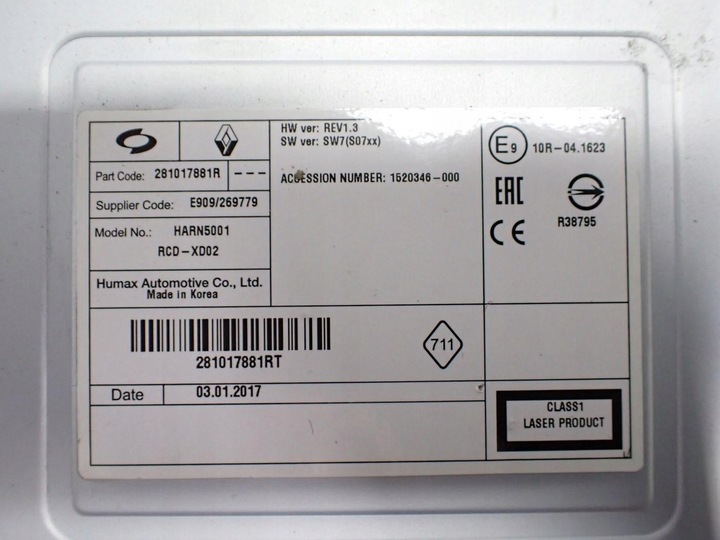 HW ver: REV1.3
SW ver: SW7(S07xx)
Part Code: 281017881R ---
ACCESSION NUMBER: 1520346-000
Supplier Code: E909/269779
Model No.: HARN5001
RCD-XD02
Humax Automotive Co., Ltd.
Made in Korea
E9 10R-04.1623
EAC
R38795
CE
281017881RT
711
Date 03.01.2017
CLASS1
LASER PRODUCT